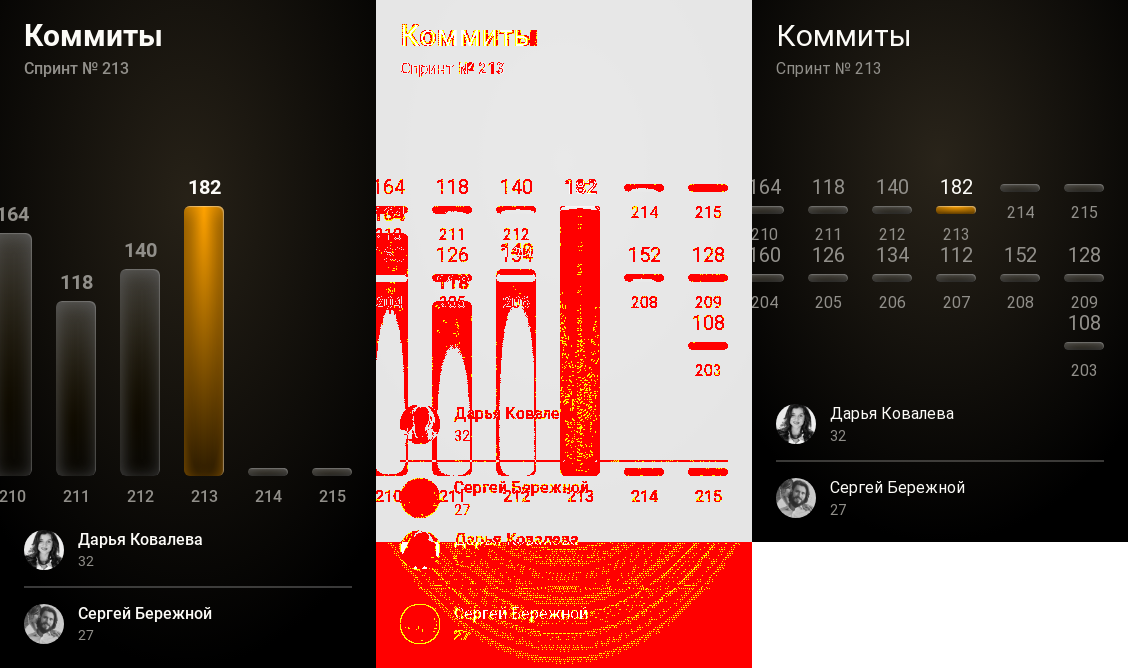 Коммиты
Спринт № 213
182
164
140
118
210 211 212 213 214 215
Дарья Ковалева
32
Сергей Бережной
27
Коммиты
Спринт № 213
164 118 140 182
214 215
210 211 212
126 134 152 128
140
118
204 205 206 208 209
108
203
Дарья Ковалева
32
Сергей Бережной
27
210 211 212 213 214 215
Дарья Ковалева
Сергей Бережной
27
Коммиты
Спринт № 213
164 118 140 182
214 215
210 211 212 213
160 126 134 112 152 128
204 205 206 207 208 209
108
203
Дарья Ковалева
32
Сергей Бережной
27